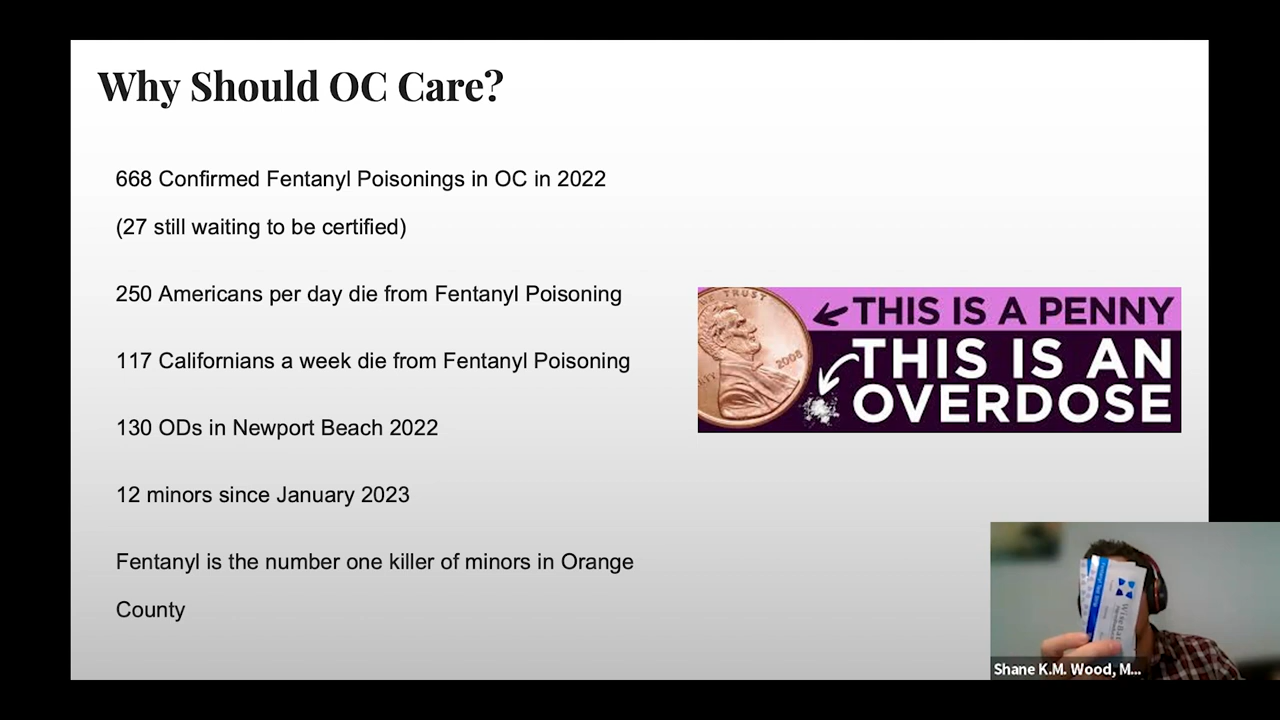 Why Should OC Care?
668 Confirmed Fentanyl Poisonings in OC in 2022
(27 still waiting to be certified)
250 Americans per day die from Fentanyl Poisoning
117 Californians a week die from Fentanyl Poisoning
130 ODs in Newport Beach 2022
12 minors since January 2023
Fentanyl is the number one killer of minors in Orange
County
TRUST
2008
THIS IS A PENNY
THIS IS AN
OVERDOSE
Shane K.M. Wood, M...